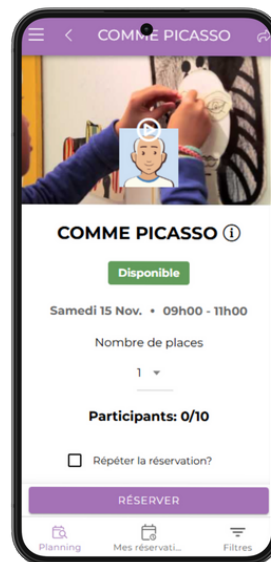 COMME PICASSO
COMME PICASSO
Disponible
Samedi 15 Nov. • 09h00 - 11h00
Nombre de places
1
Participants: 0/10
Répéter la réservation?
RÉSERVER
Planning Mes réservati... Filtres